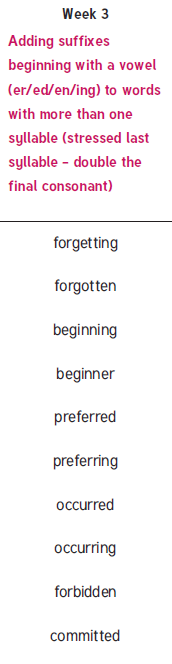 Week 3
Adding suffixes
beginning with a vowel
(er/ed/en/ing) to words
with more than one
syllable (stressed last
syllable – double the
final consonant)
forgetting
forgotten
beginning
beginner
preferred
preferring
occurred
occurring
forbidden
committed